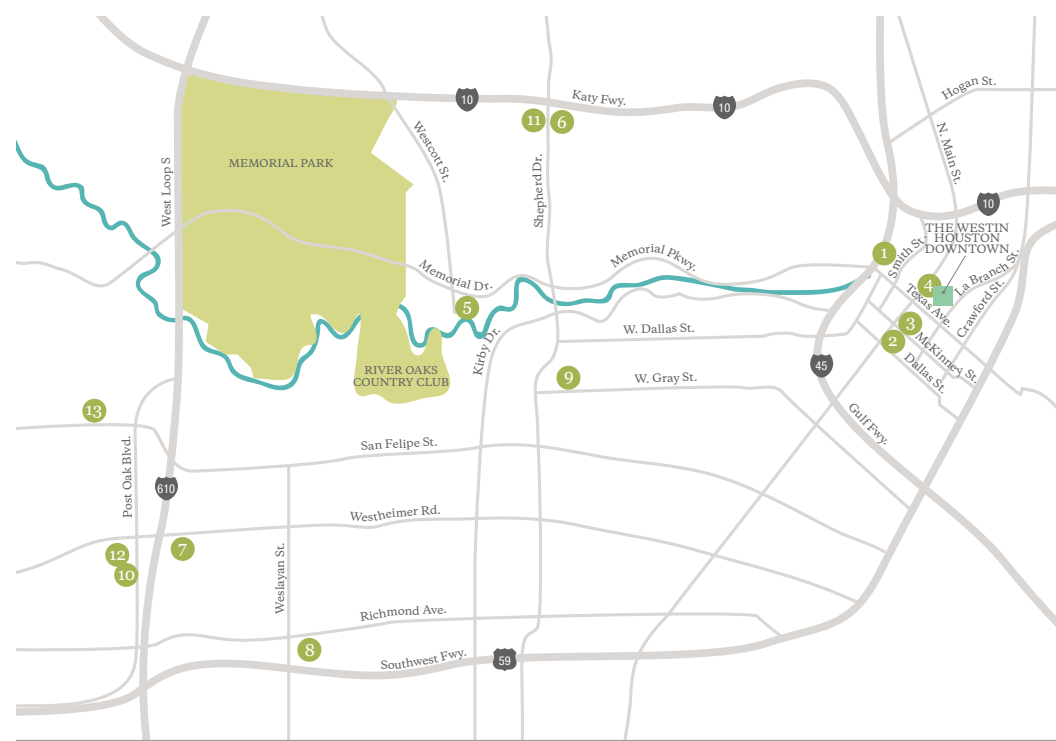 Hogan St.
10
Katy Fwy.
10
11
6
Westcott St.
N. Main St.
MEMORIAL PARK
West Loop S
Shepherd Dr.
10
THE WESTIN
HOUSTON
DOWNTOWN
1
Smith St.
Memorial Pkwy.
La Branch St.
Memorial Dr.
4
Texas Ave.
Crawford St.
5
3
W. Dallas St.
2
McKinney St.
Kirby Dr.
Dallas St.
45
RIVER OAKS
COUNTRY CLUB
9
W. Gray St.
13
Gulf Fwy.
San Felipe St.
Post Oak Blvd.
610
Westheimer Rd.
12
7
10
Weslayan St.
Richmond Ave.
8
Southwest Fwy.
59